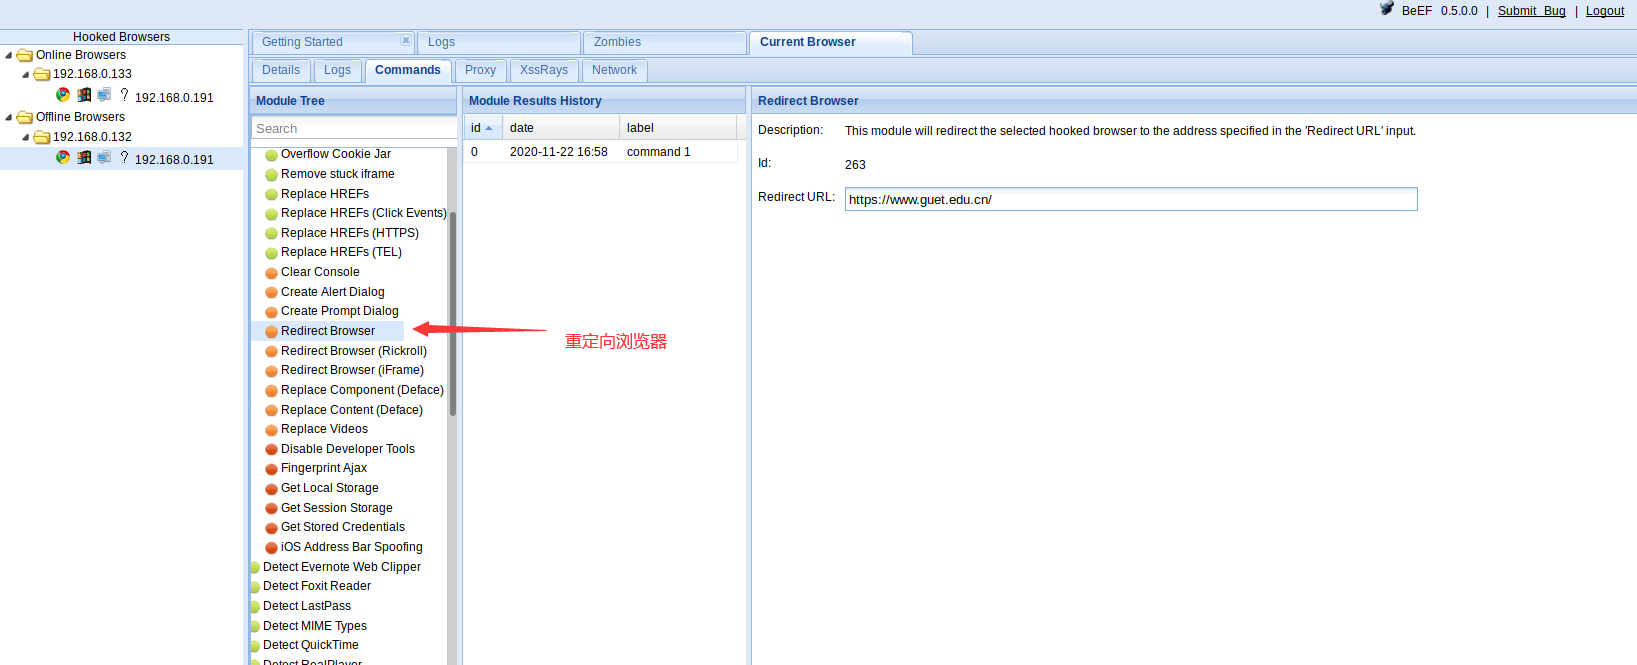 BeEF 0.5.0.0 | Submit Bug | Logout
Hooked Browsers
Online Browsers
192.168.0.133
? 192.168.0.191
Offline Browsers
192.168.0.132
? 192.168.0.191
Getting Started
Logs
Zombies
Current Browser
Details
Logs
Commands
Proxy
XssRays
Network
Module Tree
Search
Overflow Cookie Jar
Remove stuck iframe
Replace HREFs
Replace HREFs (Click Events)
Replace HREFs (HTTPS)
Replace HREFs (TEL)
Clear Console
Create Alert Dialog
Create Prompt Dialog
Redirect Browser
Redirect Browser (Rickroll)
Redirect Browser (iFrame)
Replace Component (Deface)
Replace Content (Deface)
Replace Videos
Disable Developer Tools
Fingerprint Ajax
Get Local Storage
Get Session Storage
Get Stored Credentials
iOS Address Bar Spoofing
Detect Evernote Web Clipper
Detect Foxit Reader
Detect LastPass
Detect MIME Types
Detect QuickTime
Detect RealPlayer
重定向浏览器
Module Results History
id date label
0 2020-11-22 16:58 command 1
Redirect Browser
Description: This module will redirect the selected hooked browser to the address specified in the 'Redirect URL' input.
Id: 263
Redirect URL: https://www.guet.edu.cn/